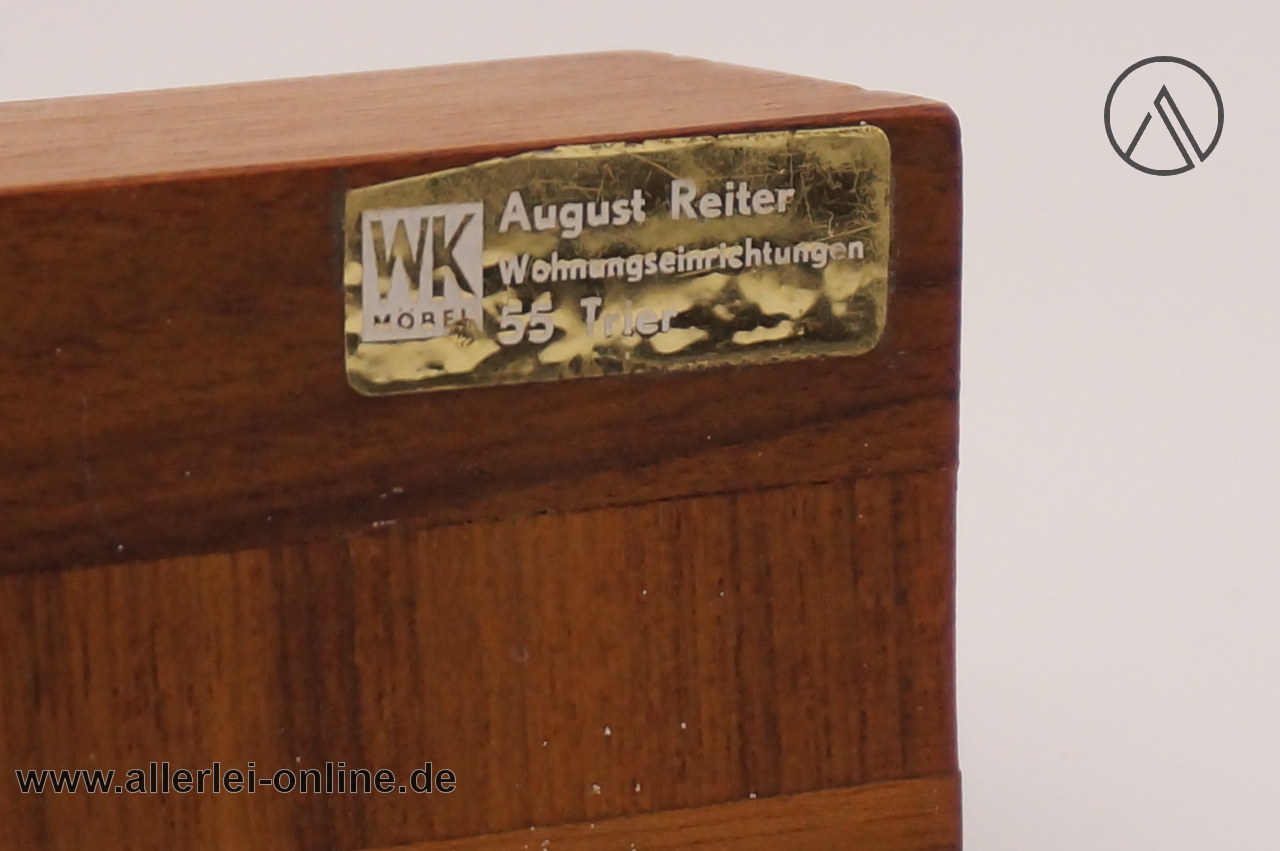 WK
MÖBEL
August Reiter
Wohnungseinrichtungen
55 Trier
www.allerlei-online.de